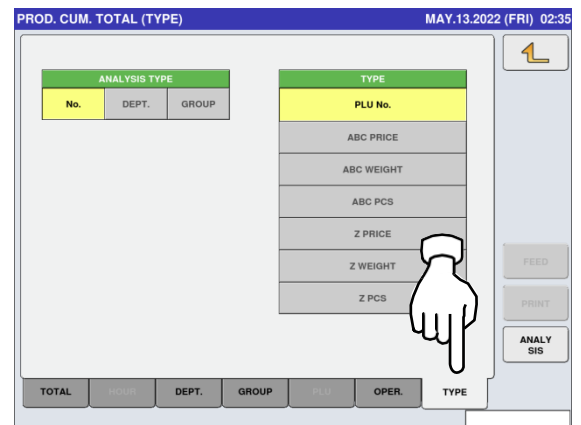 PROD. CUM. TOTAL (TYPE) MAY.13.2022 (FRI) 02:35
ANALYSIS TYPE
No. DEPT. GROUP
TYPE
PLU No.
ABC PRICE
ABC WEIGHT
ABC PCS
Z PRICE
Z WEIGHT
Z PCS
FEED
PRINT
ANALY
SIS
TOTAL HOUR DEPT. GROUP PLU OPER. TYPE